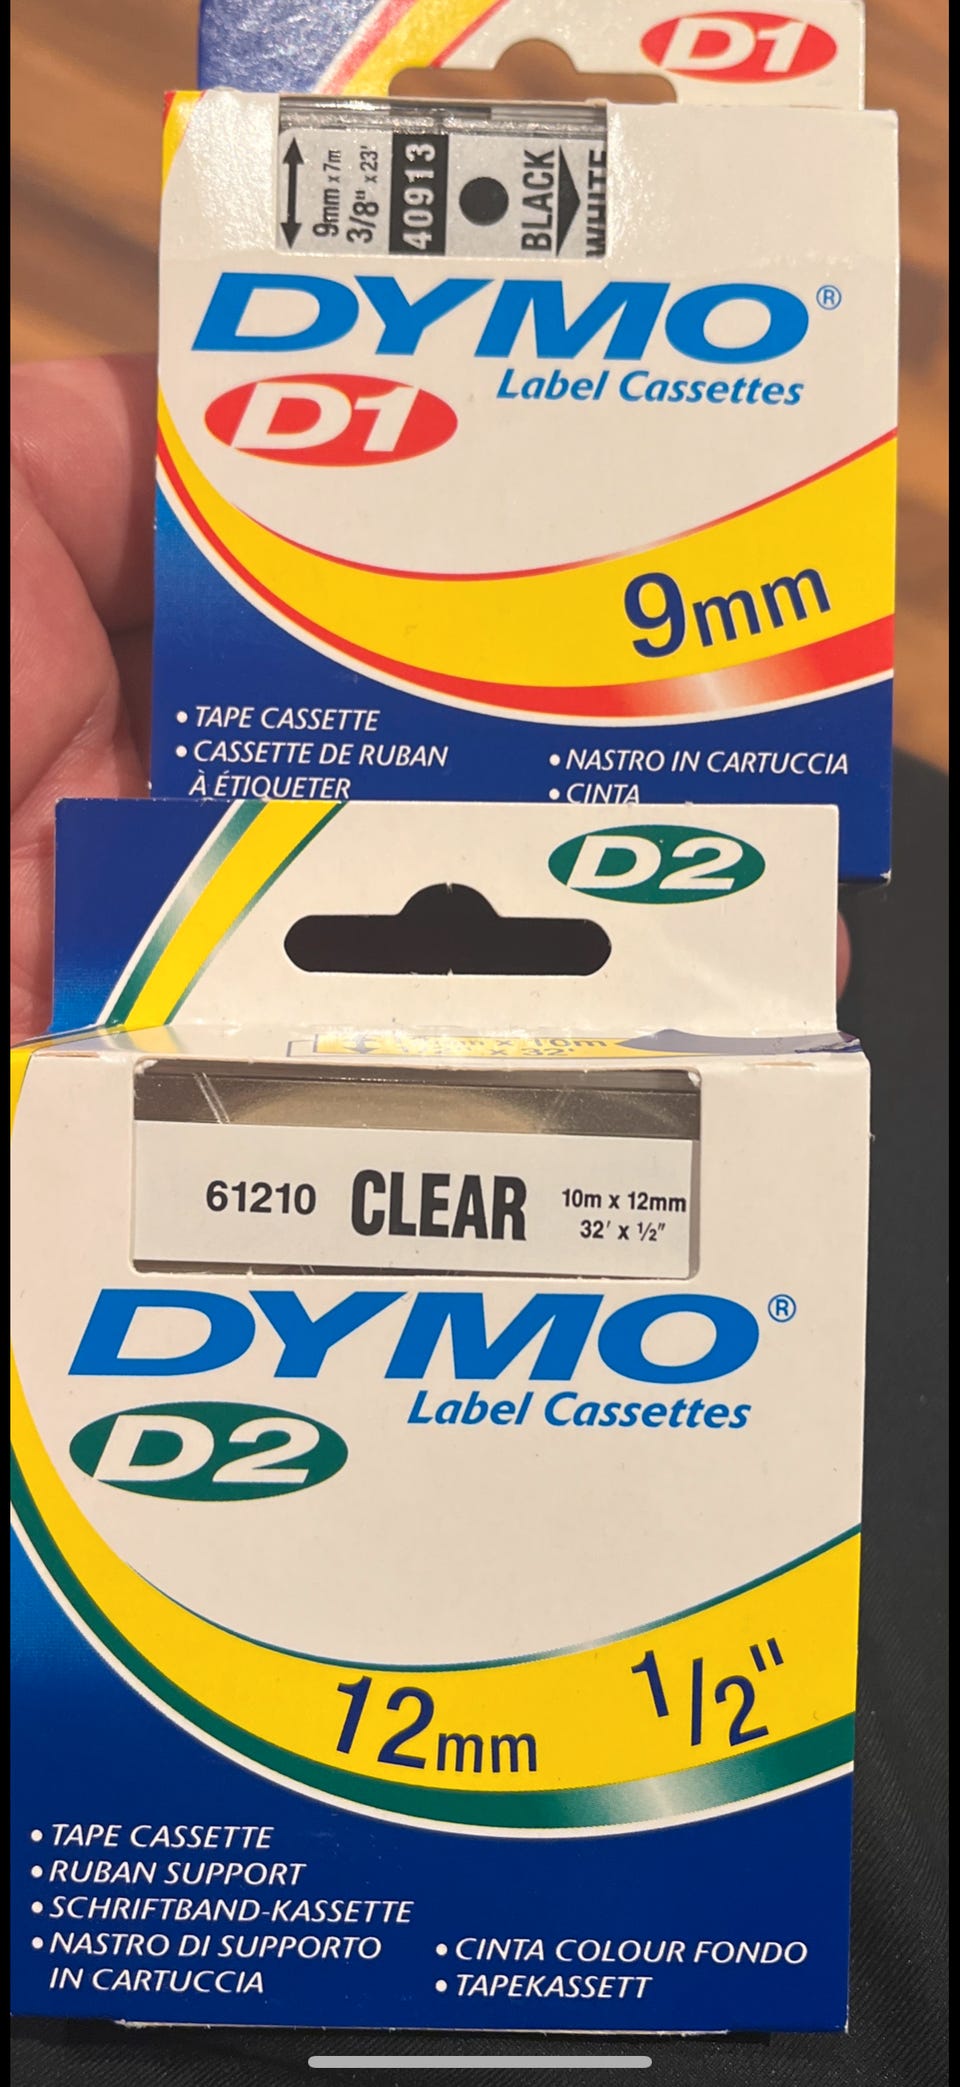 D1
9mm x 7m
3/8" x 23'
40913
BLACK
WHITE
DYMO®
Label Cassettes
D1
9mm
• TAPE CASSETTE
• CASSETTE DE RUBAN
À ÉTIQUETER
• NASTRO IN CARTUCCIA
• CINTA
D2
x 10m
x 32'
61210 CLEAR 10m x 12mm
32' x ½"
DYMO®
Label Cassettes
D2
12mm 1/2"
• TAPE CASSETTE
• RUBAN SUPPORT
• SCHRIFTBAND-KASSETTE
• NASTRO DI SUPPORTO
IN CARTUCCIA
• CINTA COLOUR FONDO
• TAPEKASSETT